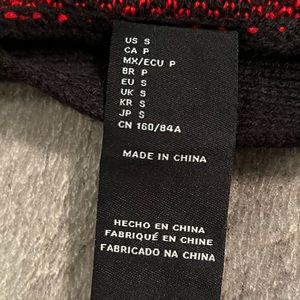 US S
CA P
MX/ECU P
BR P
EU S
UK S
KR S
JP S
CN 160/84A
MADE IN CHINA
HECHO EN CHINA
FABRIQUÉ EN CHINE
FABRICADO NA CHINA